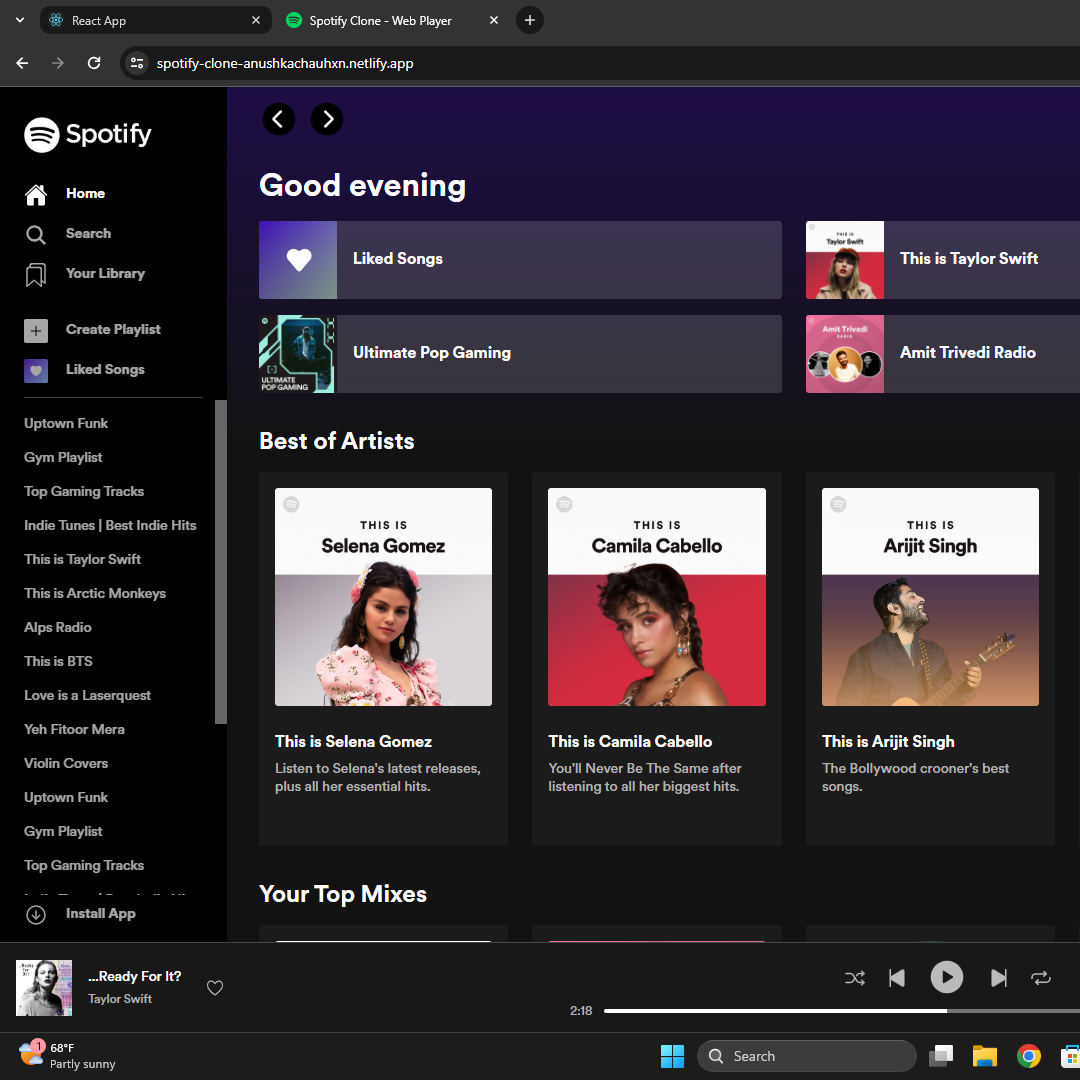 React App
Spotify Clone - Web Player
spotify-clone-anushkachauhxn.netlify.app
Spotify
Home
Search
Your Library
Create Playlist
Liked Songs
Uptown Funk
Gym Playlist
Top Gaming Tracks
Indie Tunes | Best Indie Hits
This is Taylor Swift
This is Arctic Monkeys
Alps Radio
This is BTS
Love is a Laserquest
Yeh Fitoor Mera
Violin Covers
Uptown Funk
Gym Playlist
Top Gaming Tracks
Install App
Good evening
Liked Songs
THIS IS
Taylor Swift
This is Taylor Swift
ULTIMATE
POP GAMING
Ultimate Pop Gaming
Amit Trivedi
RADIO
Amit Trivedi Radio
Best of Artists
THIS IS
Selena Gomez
This is Selena Gomez
Listen to Selena's latest releases,
plus all her essential hits.
THIS IS
Camila Cabello
This is Camila Cabello
You'll Never Be The Same after
listening to all her biggest hits.
THIS IS
Arijit Singh
This is Arijit Singh
The Bollywood crooner's best
songs.
Your Top Mixes
...Ready For It?
Taylor Swift
2:18
1
68°F
Partly sunny
Search